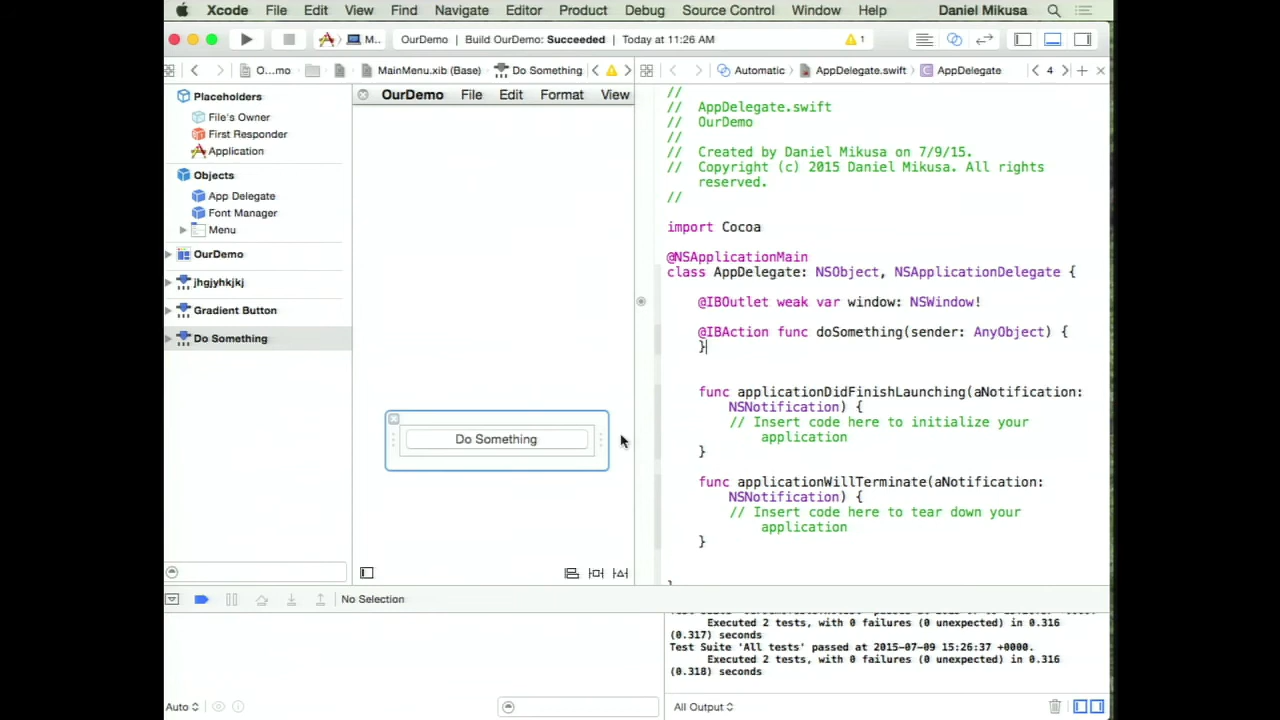 Xcode File Edit View Find Navigate Editor Product Debug Source Control Window Help Daniel Mikusa
M.. OurDemo | Build OurDemo: Succeeded | Today at 11:26 AM 1
O...mo MainMenu.xib (Base) Do Something Automatic AppDelegate.swift C AppDelegate 4
Placeholders
File's Owner
First Responder
Application
Objects
App Delegate
Font Manager
Menu
OurDemo
jhgjyhkjkj
Gradient Button
Do Something
OurDemo File Edit Format View
Do Something
//
// AppDelegate.swift
// OurDemo
//
// Created by Daniel Mikusa on 7/9/15.
// Copyright (c) 2015 Daniel Mikusa. All rights
reserved.
//
import Cocoa
@NSApplicationMain
class AppDelegate: NSObject, NSApplicationDelegate {
@IBOutlet weak var window: NSWindow!
@IBAction func doSomething(sender: AnyObject) {
}
func applicationDidFinishLaunching(aNotification:
NSNotification) {
// Insert code here to initialize your
application
}
func applicationWillTerminate(aNotification:
NSNotification) {
// Insert code here to tear down your
application
}
No Selection
Executed 2 tests, with 0 failures (0 unexpected) in 0.316
(0.317) seconds
Test Suite 'All tests' passed at 2015-07-09 15:26:37 +0000.
Executed 2 tests, with 0 failures (0 unexpected) in 0.316
(0.318) seconds
Auto
All Output